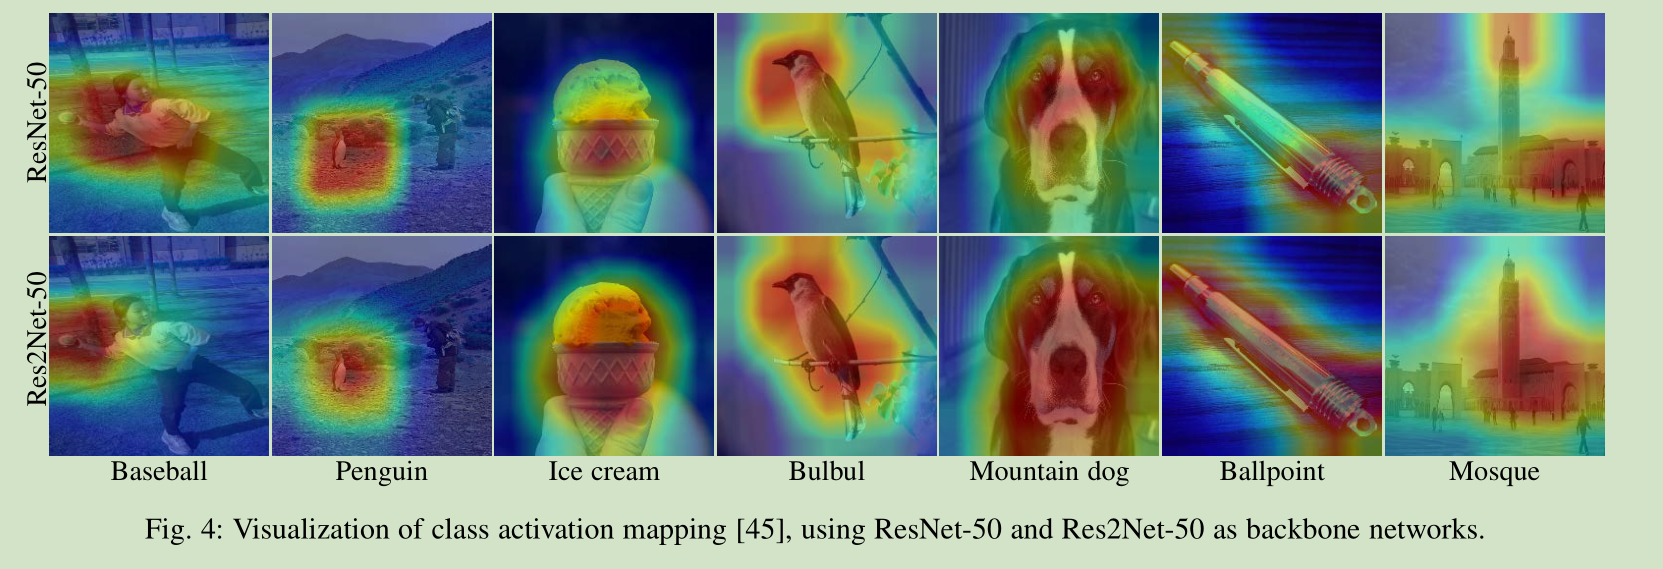 ResNet-50
Res2Net-50
Baseball Penguin Ice cream Bulbul Mountain dog Ballpoint Mosque
Fig. 4: Visualization of class activation mapping [45], using ResNet-50 and Res2Net-50 as backbone networks.